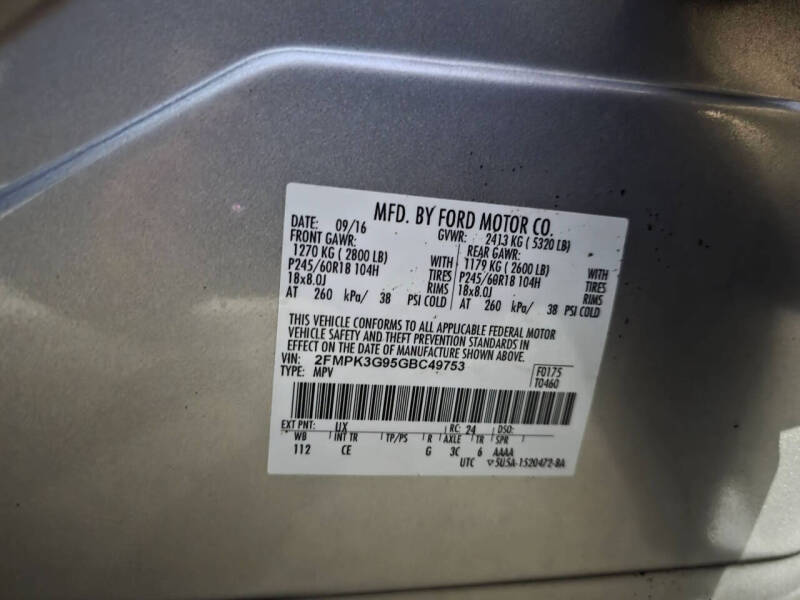 MFD. BY FORD MOTOR CO.
DATE: 09/16 GVWR: 2413 KG ( 5320 LB)
FRONT GAWR: REAR GAWR:
1270 KG ( 2800 LB) WITH 1179 KG ( 2600 LB) WITH
P245/60R18 104H TIRES P245/60R18 104H TIRES
18x8.0J RIMS 18x8.0J RIMS
AT 260 kPa/ 38 PSI COLD AT 260 kPa/ 38 PSI COLD
THIS VEHICLE CONFORMS TO ALL APPLICABLE FEDERAL MOTOR
VEHICLE SAFETY AND THEFT PREVENTION STANDARDS IN
EFFECT ON THE DATE OF MANUFACTURE SHOWN ABOVE.
VIN: 2FMPK3G95GBC49753
TYPE: MPV
F0175
T0460
EXT PNT: UX RC: 24 DSO:
WB INT TR TP/PS R AXLE TR SPR
112 CE G 3C 6 AAAA
UTC ▽5U5A-1520472-BA